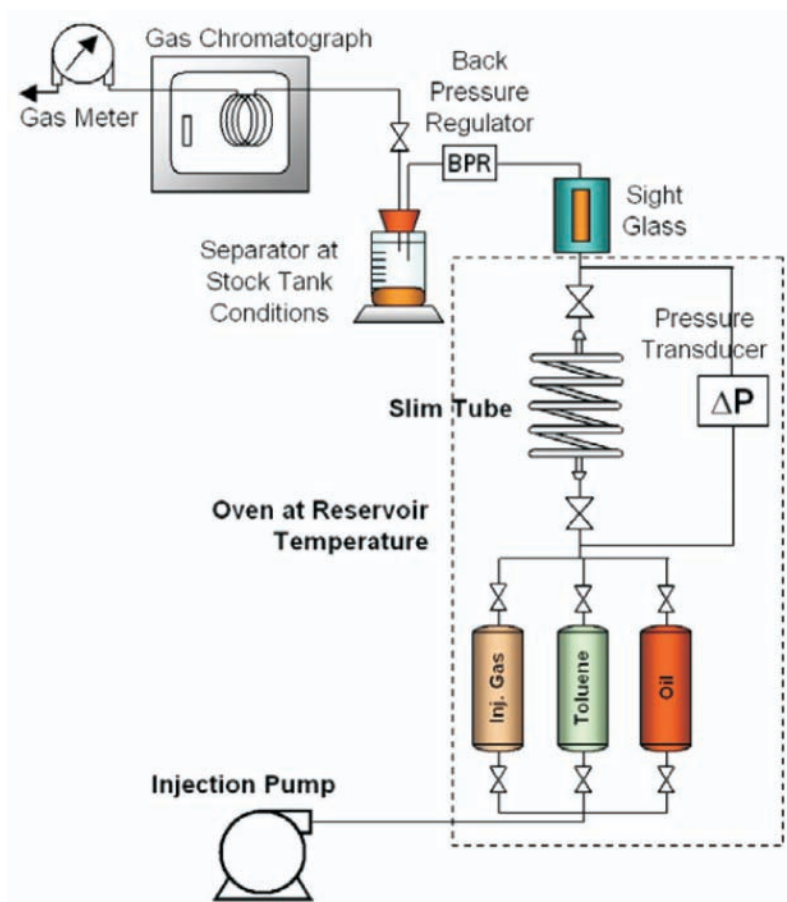 Gas Chromatograph
Gas Meter
Back
Pressure
Regulator
BPR
Sight
Glass
Separator at
Stock Tank
Conditions
Pressure
Transducer
ΔP
Slim Tube
Oven at Reservoir
Temperature
Inj. Gas
Toluene
Oil
Injection Pump